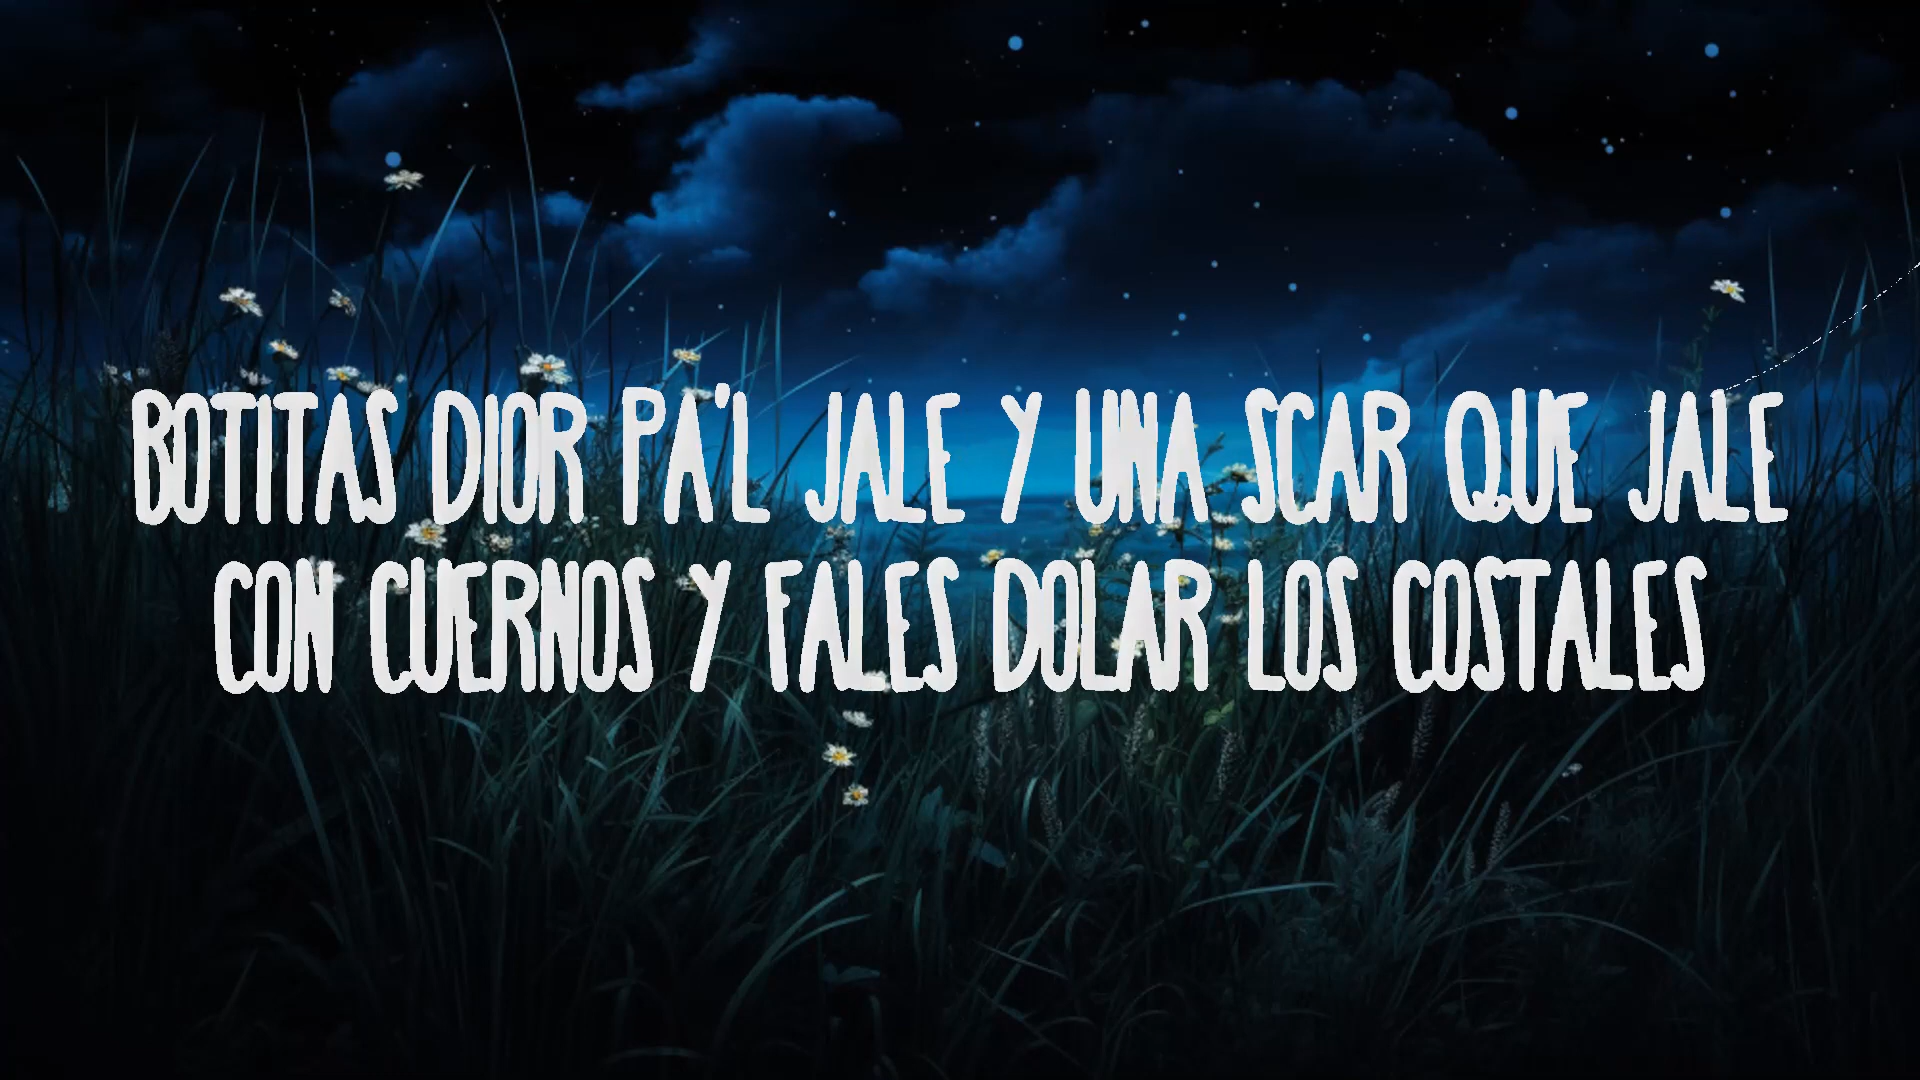 BOTITAS DIOR PA'L JALE Y UNA SCAR QUE JALE
CON CUERNOS Y FALES DOLAR LOS COSTALES